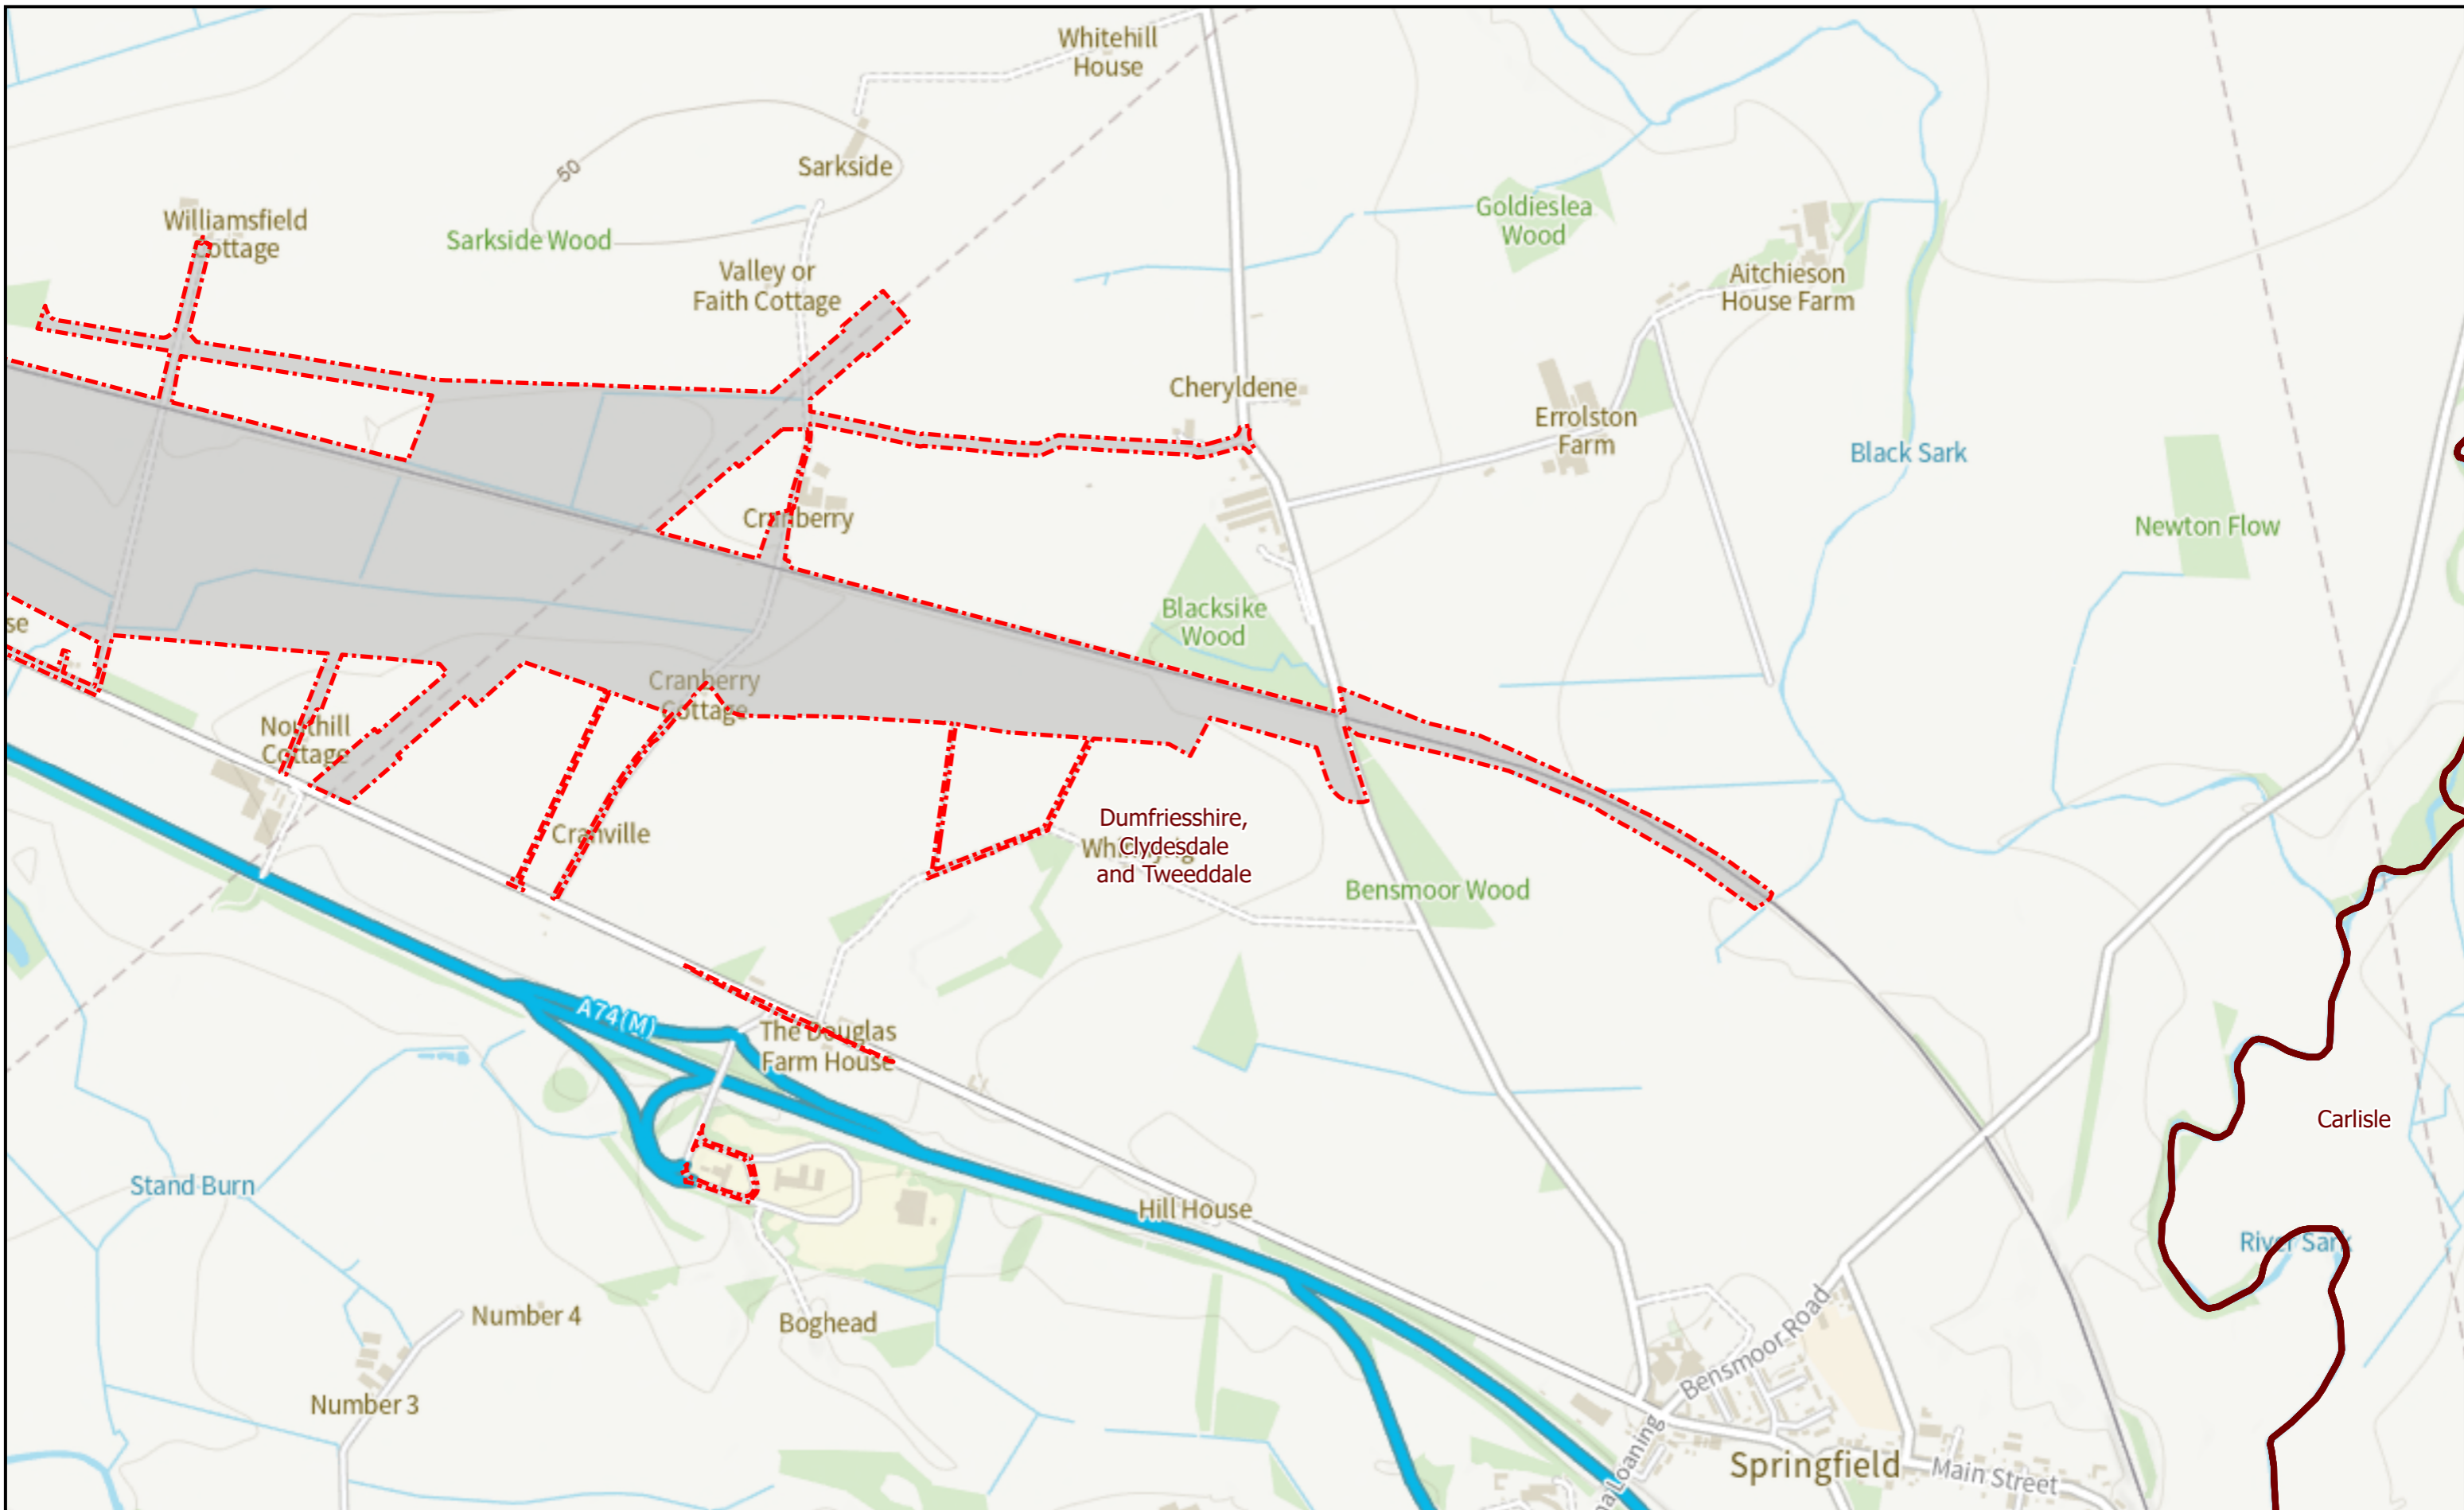 Whitehill
House
Sarkside
50
Williamsfield
Cottage
Sarkside Wood
Goldieslea
Wood
Valley or
Faith Cottage
Aitchieson
House Farm
Cheryldene
Errolston
Farm
Black Sark
Cranberry
Newton Flow
Blacksike
Wood
se
Cranberry
Cottage
Northill
Cottage
Cranville
Dumfriesshire,
Clydesdale
and Tweeddale
Bensmoor Wood
A74(M)
The Douglas
Farm House
Carlisle
Stand Burn
Hill House
River Sark
Number 4
Boghead
Bensmoor Road
Number 3
Springfield
Main Street
na Loaning